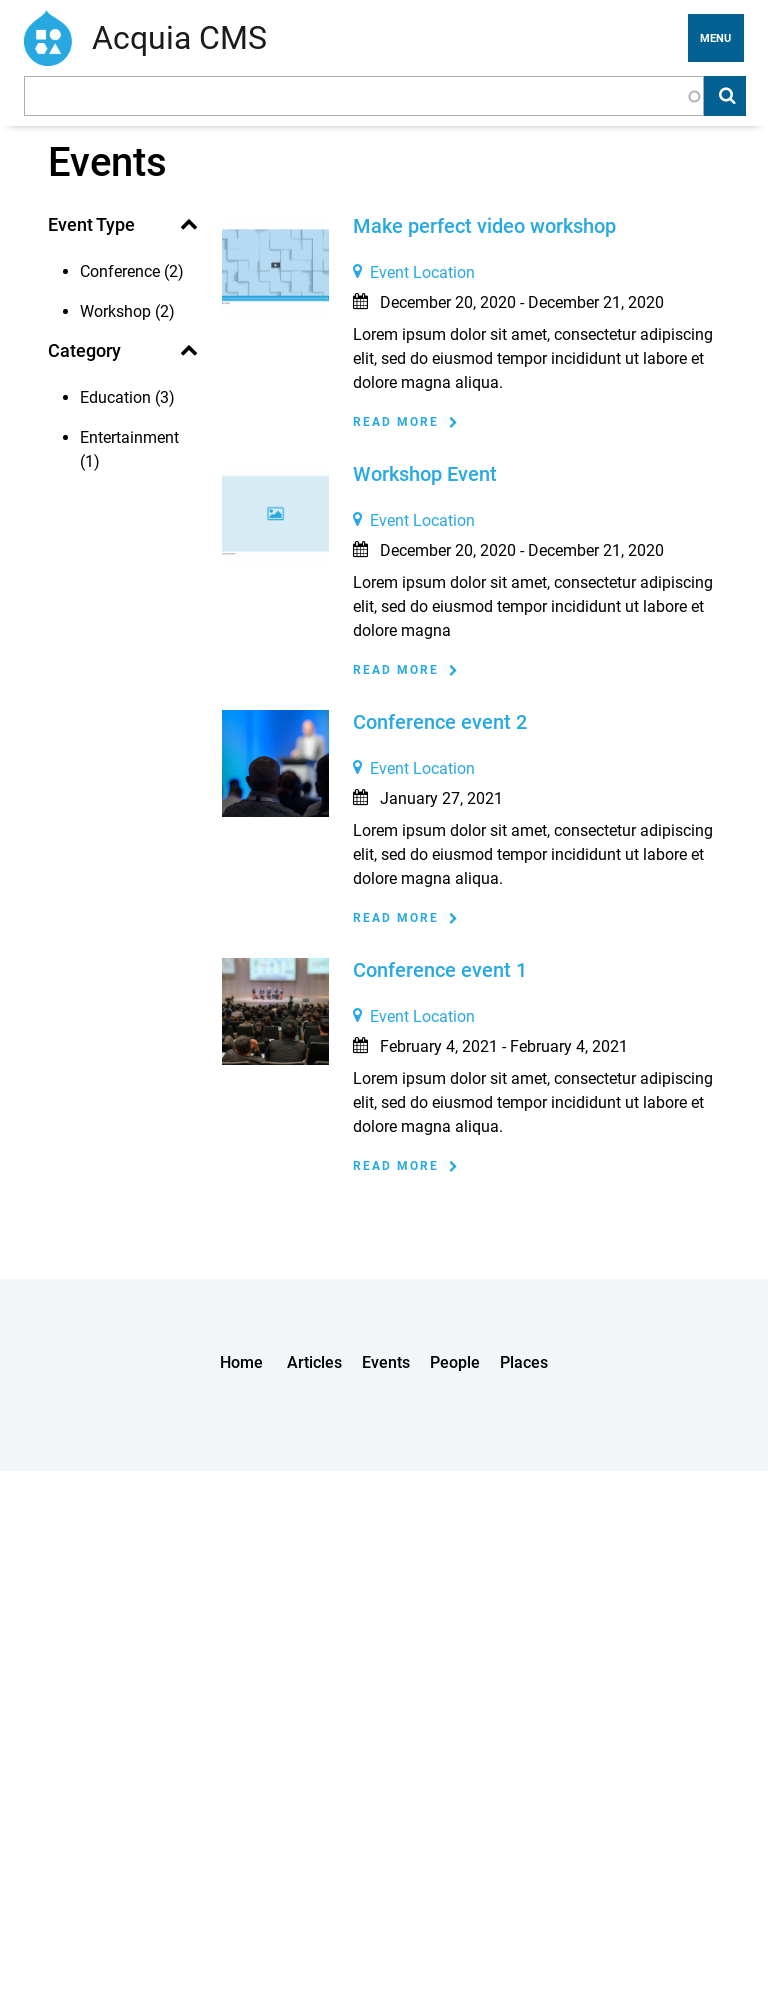 Acquia CMS
MENU
Events
Event Type
Conference (2)
Workshop (2)
Category
Education (3)
Entertainment
(1)
Make perfect video workshop
Event Location
December 20, 2020 - December 21, 2020
Lorem ipsum dolor sit amet, consectetur adipiscing
elit, sed do eiusmod tempor incididunt ut labore et
dolore magna aliqua.
READ MORE
Workshop Event
Event Location
December 20, 2020 - December 21, 2020
Lorem ipsum dolor sit amet, consectetur adipiscing
elit, sed do eiusmod tempor incididunt ut labore et
dolore magna
READ MORE
Conference event 2
Event Location
January 27, 2021
Lorem ipsum dolor sit amet, consectetur adipiscing
elit, sed do eiusmod tempor incididunt ut labore et
dolore magna aliqua.
READ MORE
Conference event 1
Event Location
February 4, 2021 - February 4, 2021
Lorem ipsum dolor sit amet, consectetur adipiscing
elit, sed do eiusmod tempor incididunt ut labore et
dolore magna aliqua.
READ MORE
Home Articles Events People Places